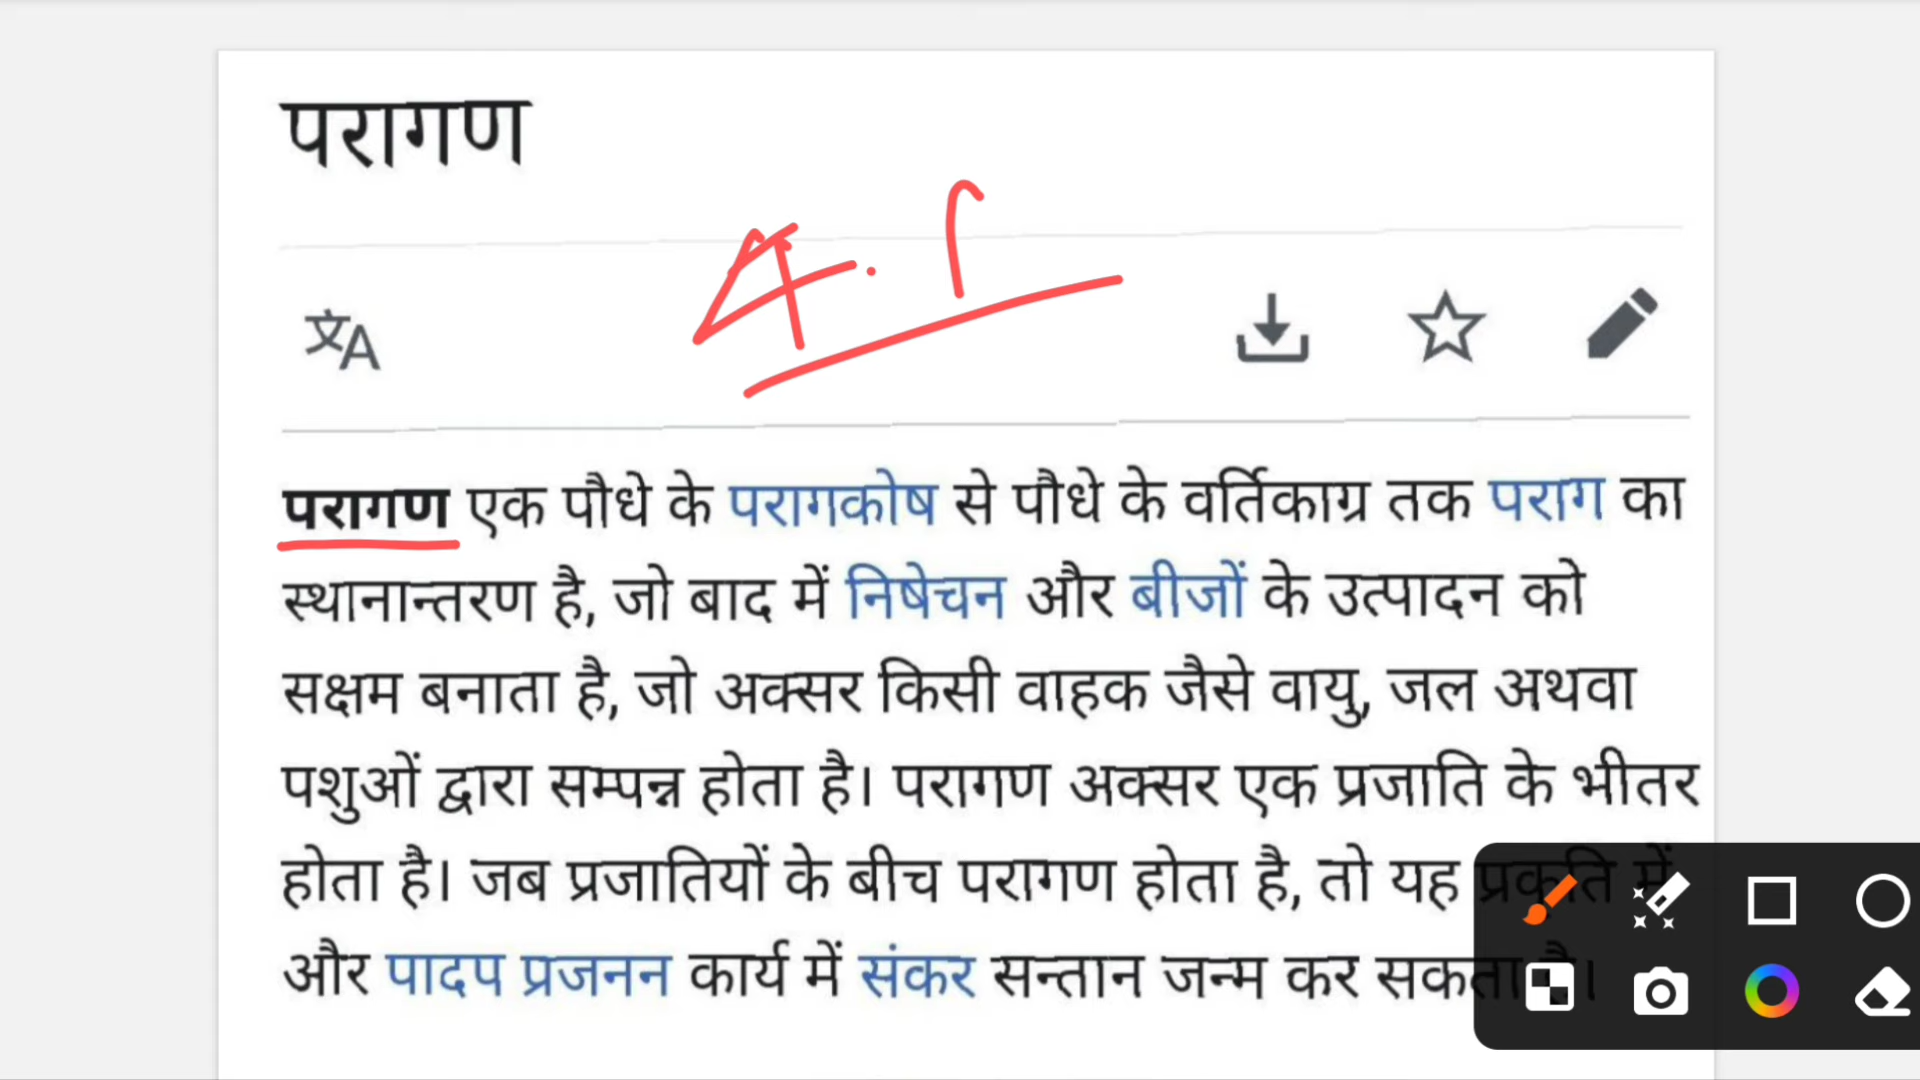 परागण
4.1
परागण एक पौधे के परागकोष से पौधे के वर्तिकाग्र तक पराग का
स्थानान्तरण है, जो बाद में निषेचन और बीजों के उत्पादन को
सक्षम बनाता है, जो अक्सर किसी वाहक जैसे वायु, जल अथवा
पशुओं द्वारा सम्पन्न होता है। परागण अक्सर एक प्रजाति के भीतर
होता है। जब प्रजातियों के बीच परागण होता है, तो यह प्रकृति में
और पादप प्रजनन कार्य में संकर सन्तान जन्म कर सकता है।